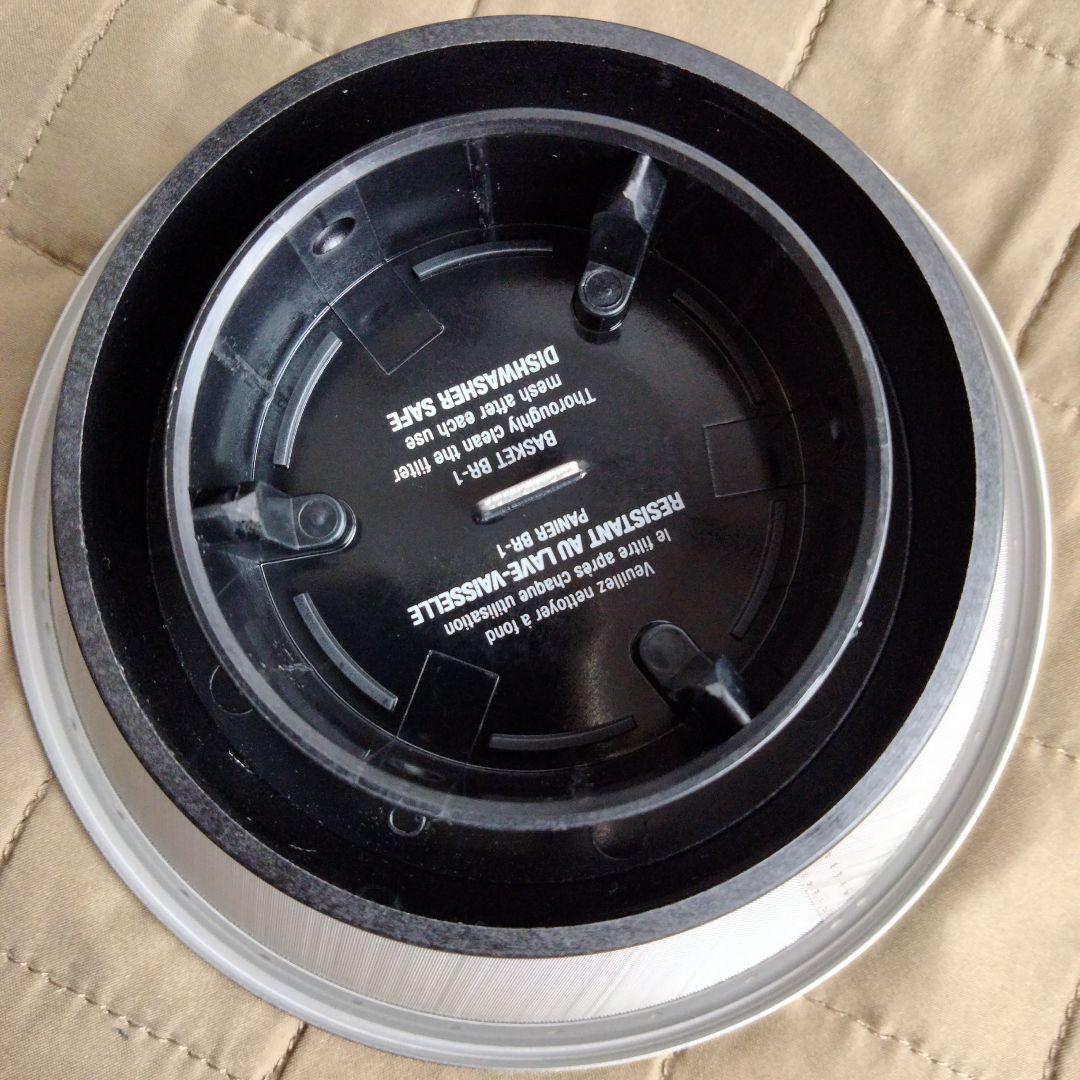 Veuillez nettoyer à fond
le filtre après chaque utilisation
RESISTANT AU LAVE-VAISSELLE
PANIER BR-1
BASKET BR-1
Thoroughly clean the filter
mesh after each use
DISHWASHER SAFE